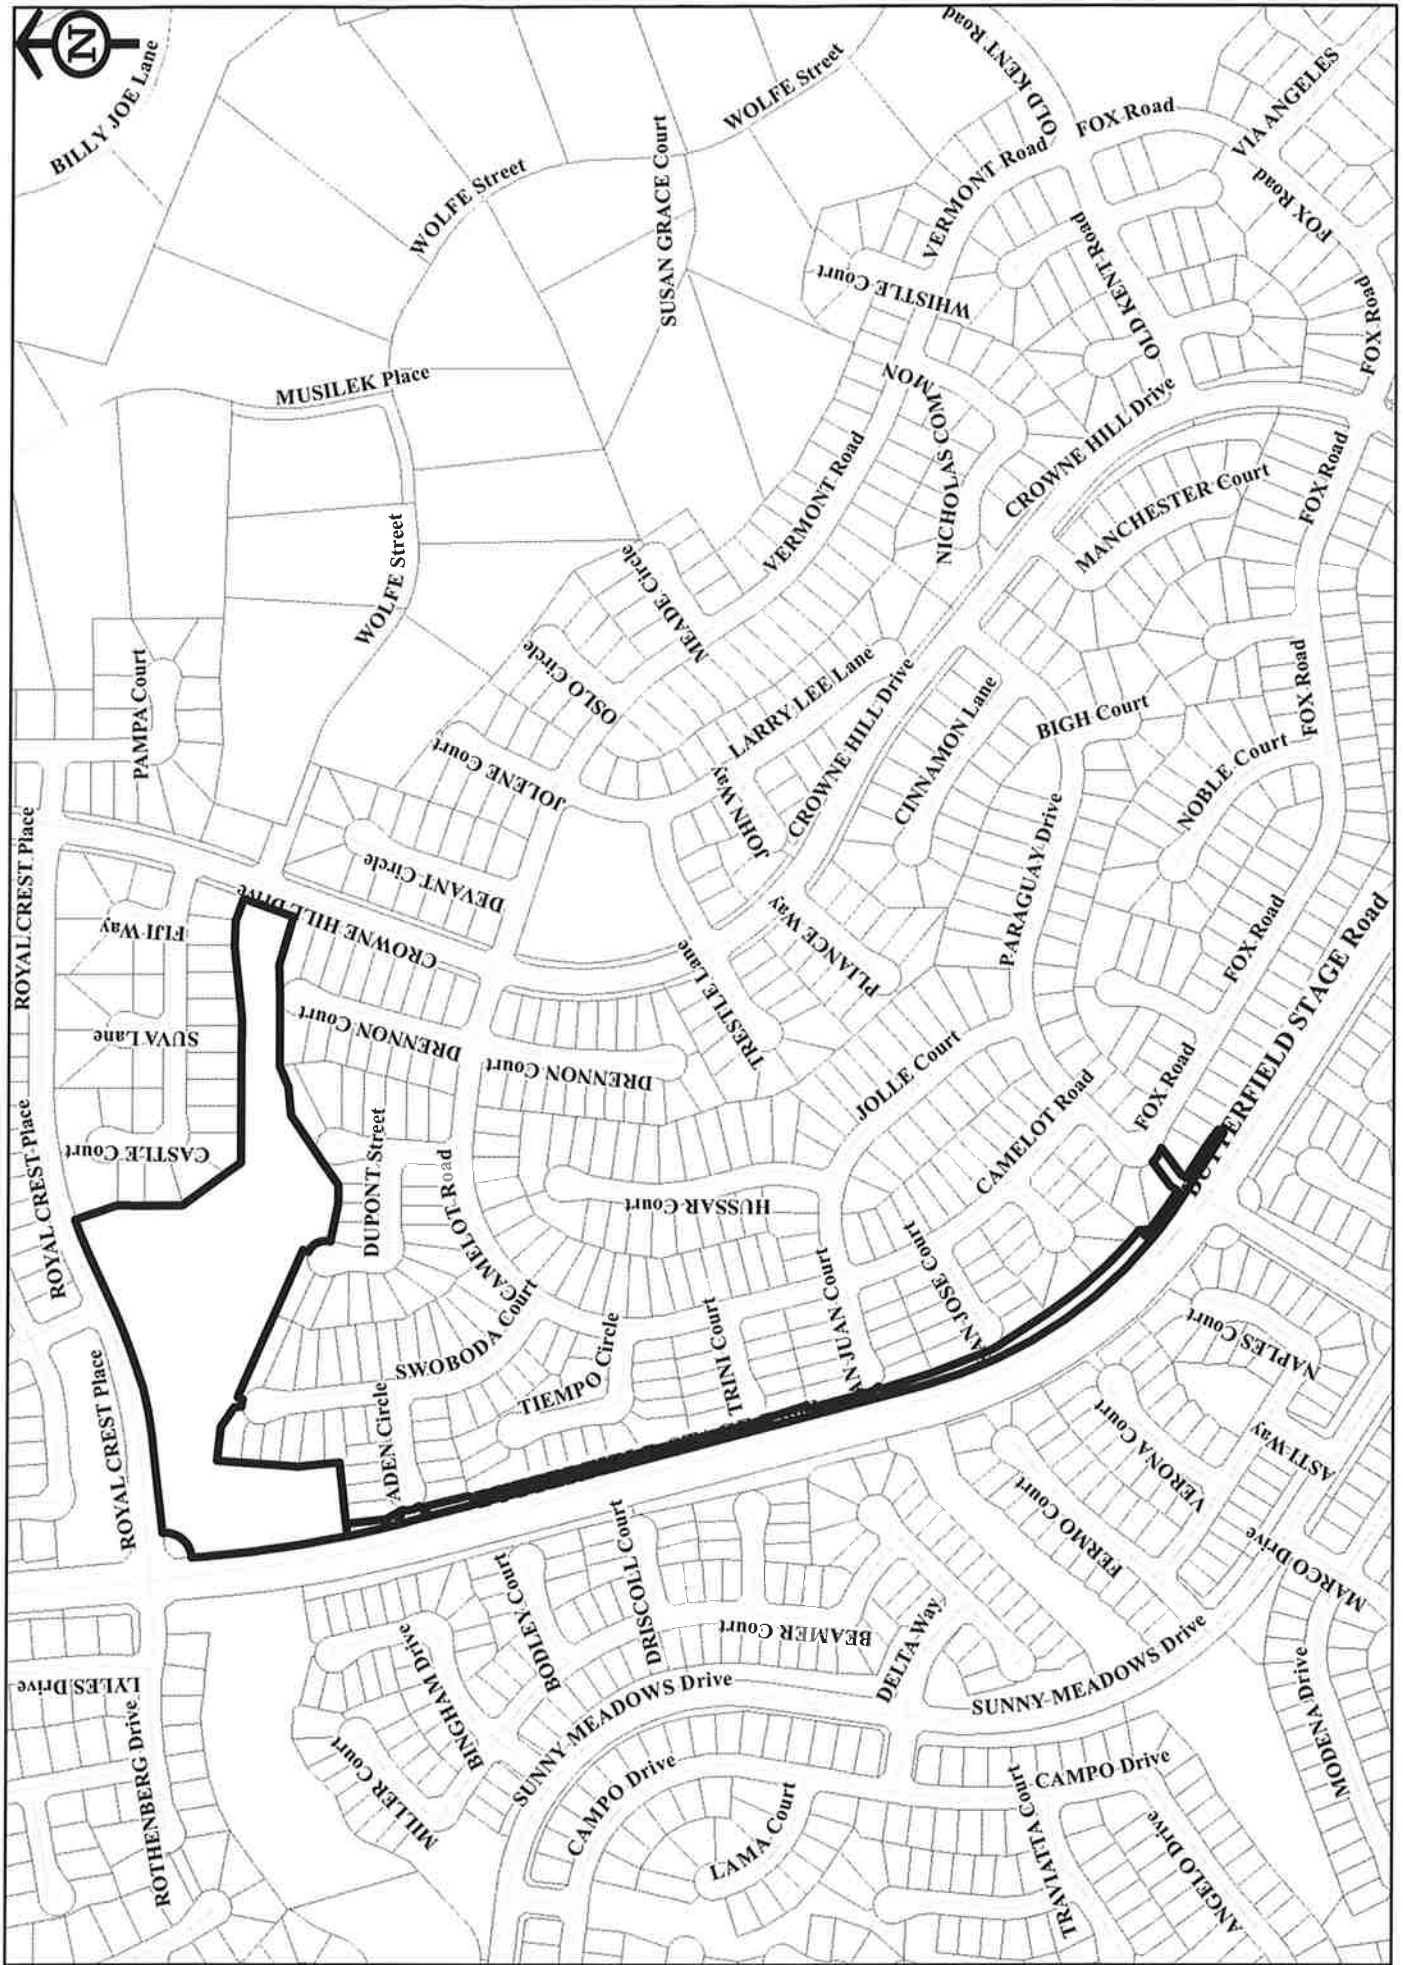 N
BILLY JOE Lane
WOLFE Street
OLD KENT Road
FOX Road
VIA ANGELES
WOLFE Street
SUSAN GRACE Court
OLD KENT Road
VERMONT Road
FOX Road
WHISTLE Court
OLD KENT Road
FOX Road
MUSILEK Place
NICHOLAS COMMON
CROWNE HILL Drive
VERMONT Road
MANCHESTER Court
FOX Road
WOLFE Street
MEADE Circle
OSLO Circle
PAMPA Court
LARRY LEE Lane
CROWNE HILL Drive
CINNAMON Lane
BIGH Court
FOX Road
NOBLE Court
JOLENE Court
JOHN Way
PARAGUAY Drive
ROYAL CREST Place
DEVANT Circle
CROWNE HILL Drive
FIJI Way
CROWNE HILL Drive
PLIANCE Way
TRESTLE Lane
FOX Road
BUTTERFIELD STAGE Road
SUVA Lane
DRENNON Court
DRENNON Court
JOLLE Court
CAMELOT Road
FOX Road
ROYAL CREST Place
CASTLE Court
DUPONT Street
CAMELOT Road
HUSSAR Court
SWOBODA Court
TIEMPO Circle
TRINI Court
SAN JUAN Court
SAN JOSE Court
NAPLES Court
ROYAL CREST Place
ADEN Circle
VERONA Court
ASTI Way
FERMO Court
MARCO Drive
BODLEY Court
DRISCOLL Court
BEAMER Court
DELTA Way
LYLES Drive
BINGHAM Drive
SUNNY MEADOWS Drive
SUNNY MEADOWS Drive
MODENA Drive
ROTHENBERG Drive
MILLER Court
CAMPO Drive
LAMA Court
TRAVIATTA Court
CAMPO Drive
ANGELO Drive